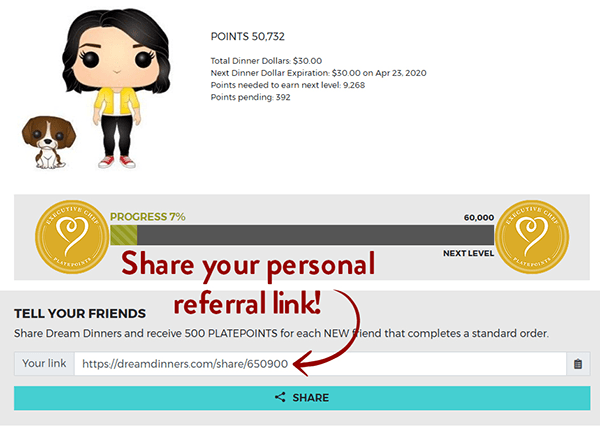 POINTS 50,732
Total Dinner Dollars: $30.00
Next Dinner Dollar Expiration: $30.00 on Apr 23, 2020
Points needed to earn next level: 9,268
Points pending: 392
EXECUTIVE CHEF
PLATEPOINTS
PROGRESS 7%
60,000
NEXT LEVEL
EXECUTIVE CHEF
PLATEPOINTS
Share your personal
referral link!
TELL YOUR FRIENDS
Share Dream Dinners and receive 500 PLATEPOINTS for each NEW friend that completes a standard order.
Your link https://dreamdinners.com/share/650900
SHARE